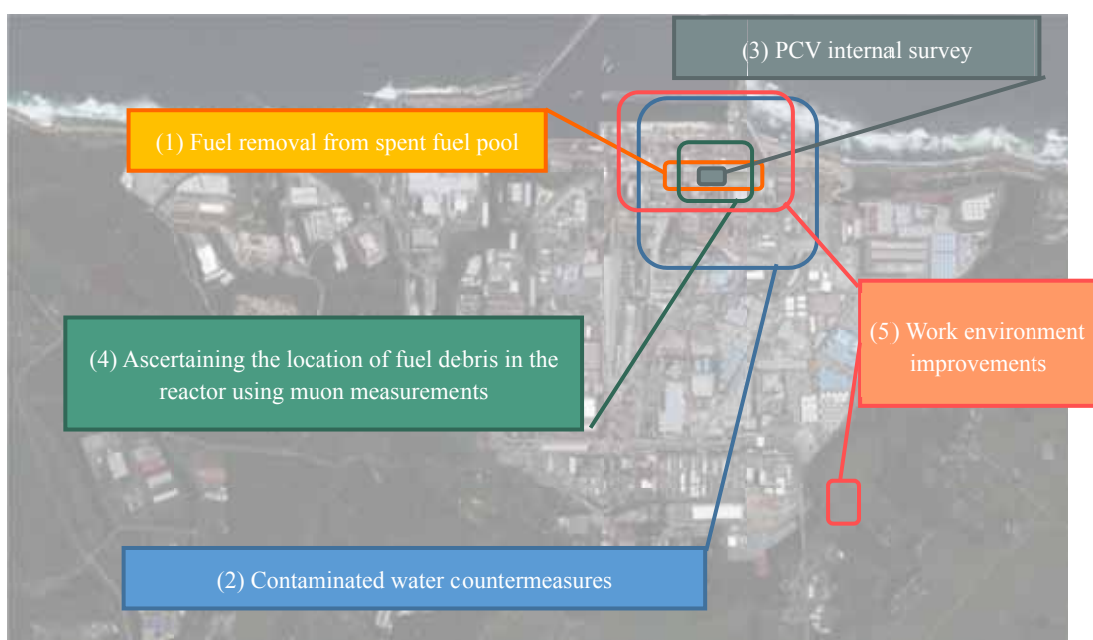 (3) PCV internal survey
(1) Fuel removal from spent fuel pool
(4) Ascertaining the location of fuel debris in the
reactor using muon measurements
(5) Work environment
improvements
(2) Contaminated water countermeasures